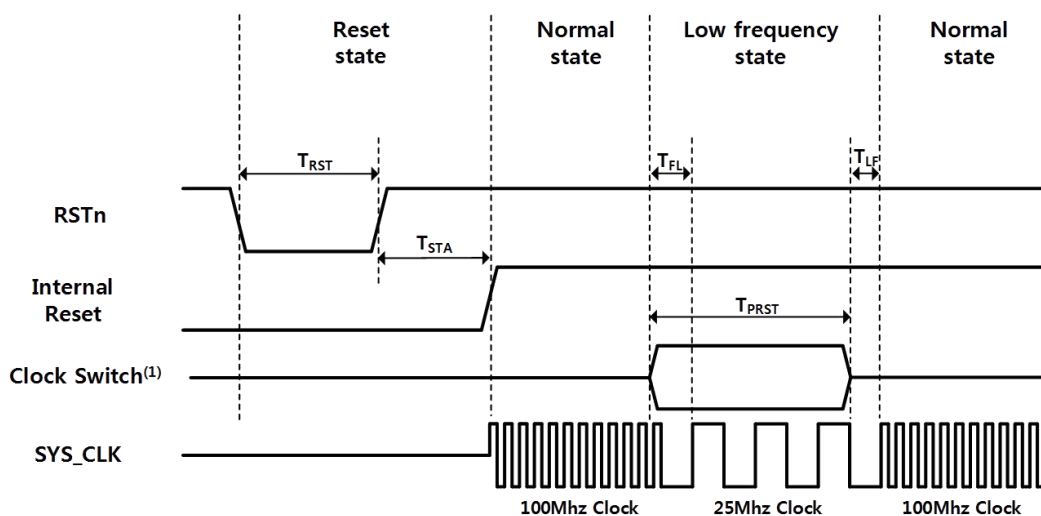 Reset
state
Normal
state
Low frequency
state
Normal
state
TRST
TFL
TLF
RSTn
TSTA
Internal
Reset
TPRST
Clock Switch(1)
SYS_CLK
100Mhz Clock
25Mhz Clock
100Mhz Clock